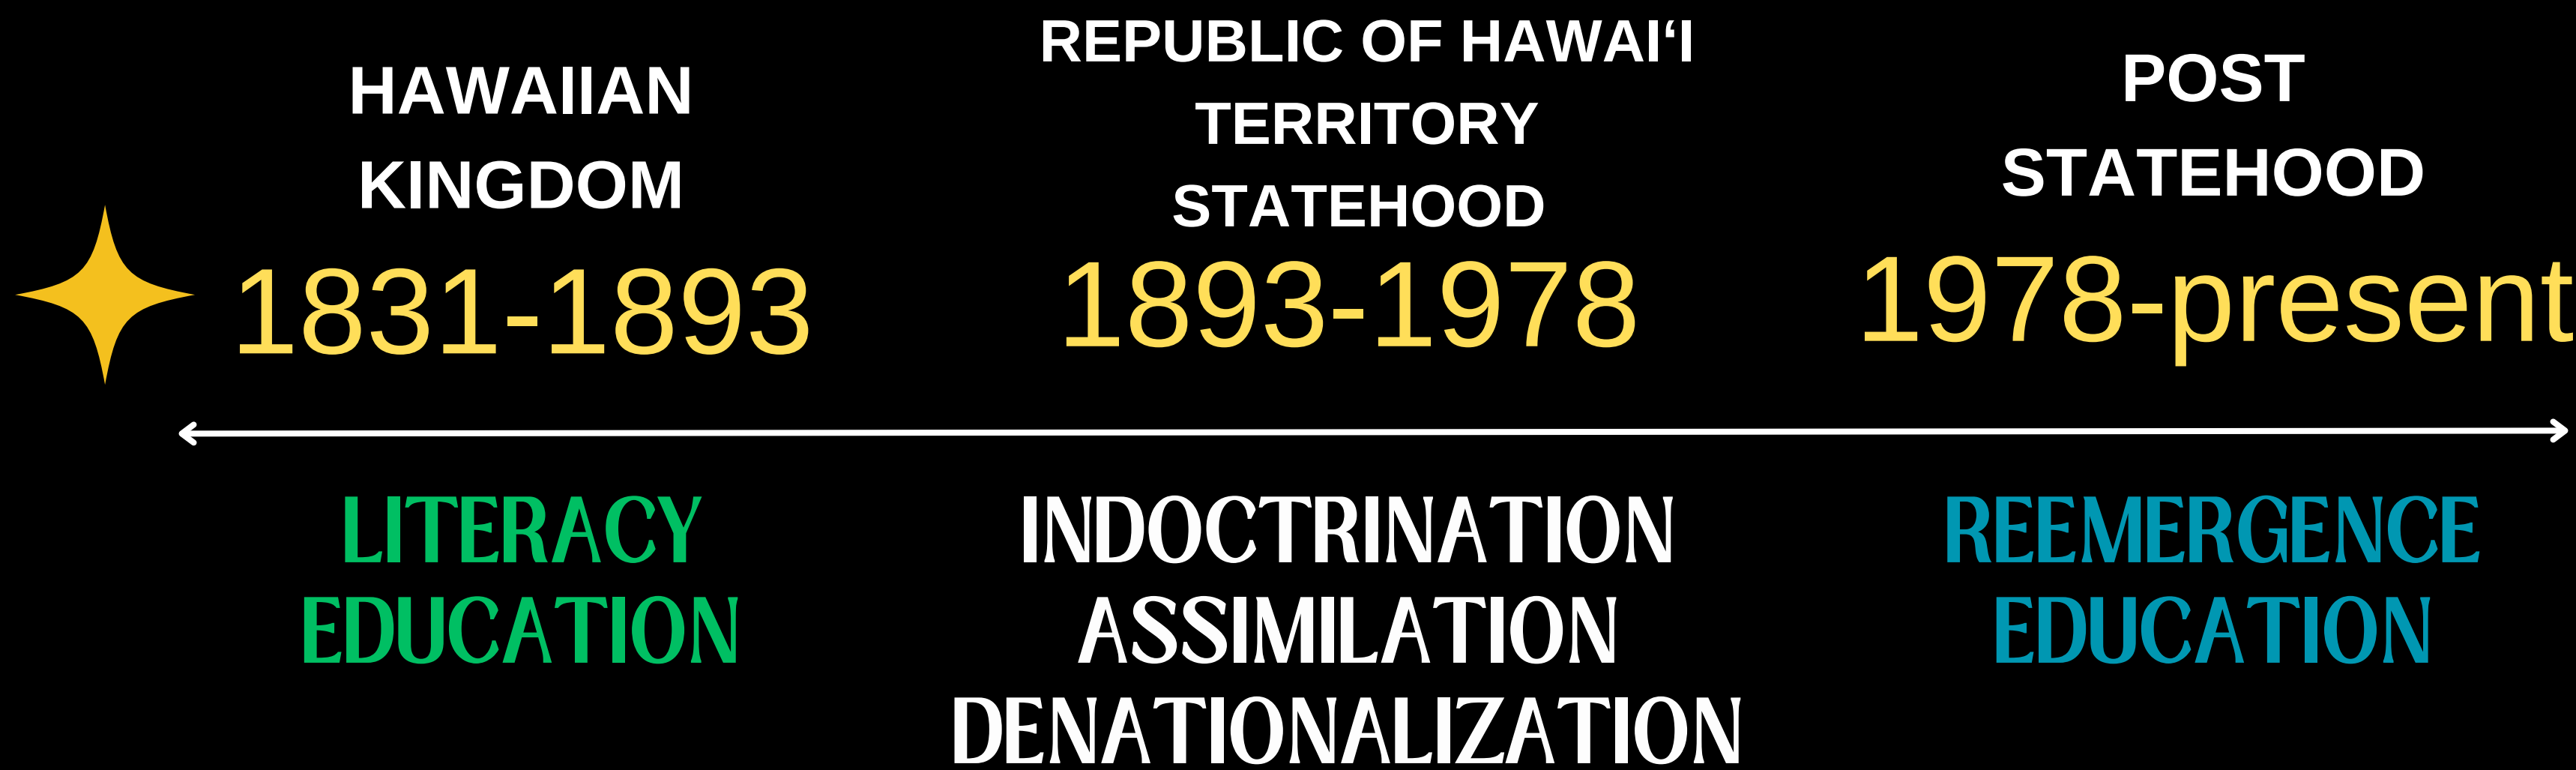 HAWAIIAN
KINGDOM
1831-1893
REPUBLIC OF HAWAIʻI
TERRITORY
STATEHOOD
1893-1978
POST
STATEHOOD
1978-present
LITERACY
EDUCATION
INDOCTRINATION
ASSIMILATION
DENATIONALIZATION
REEMERGENCE
EDUCATION